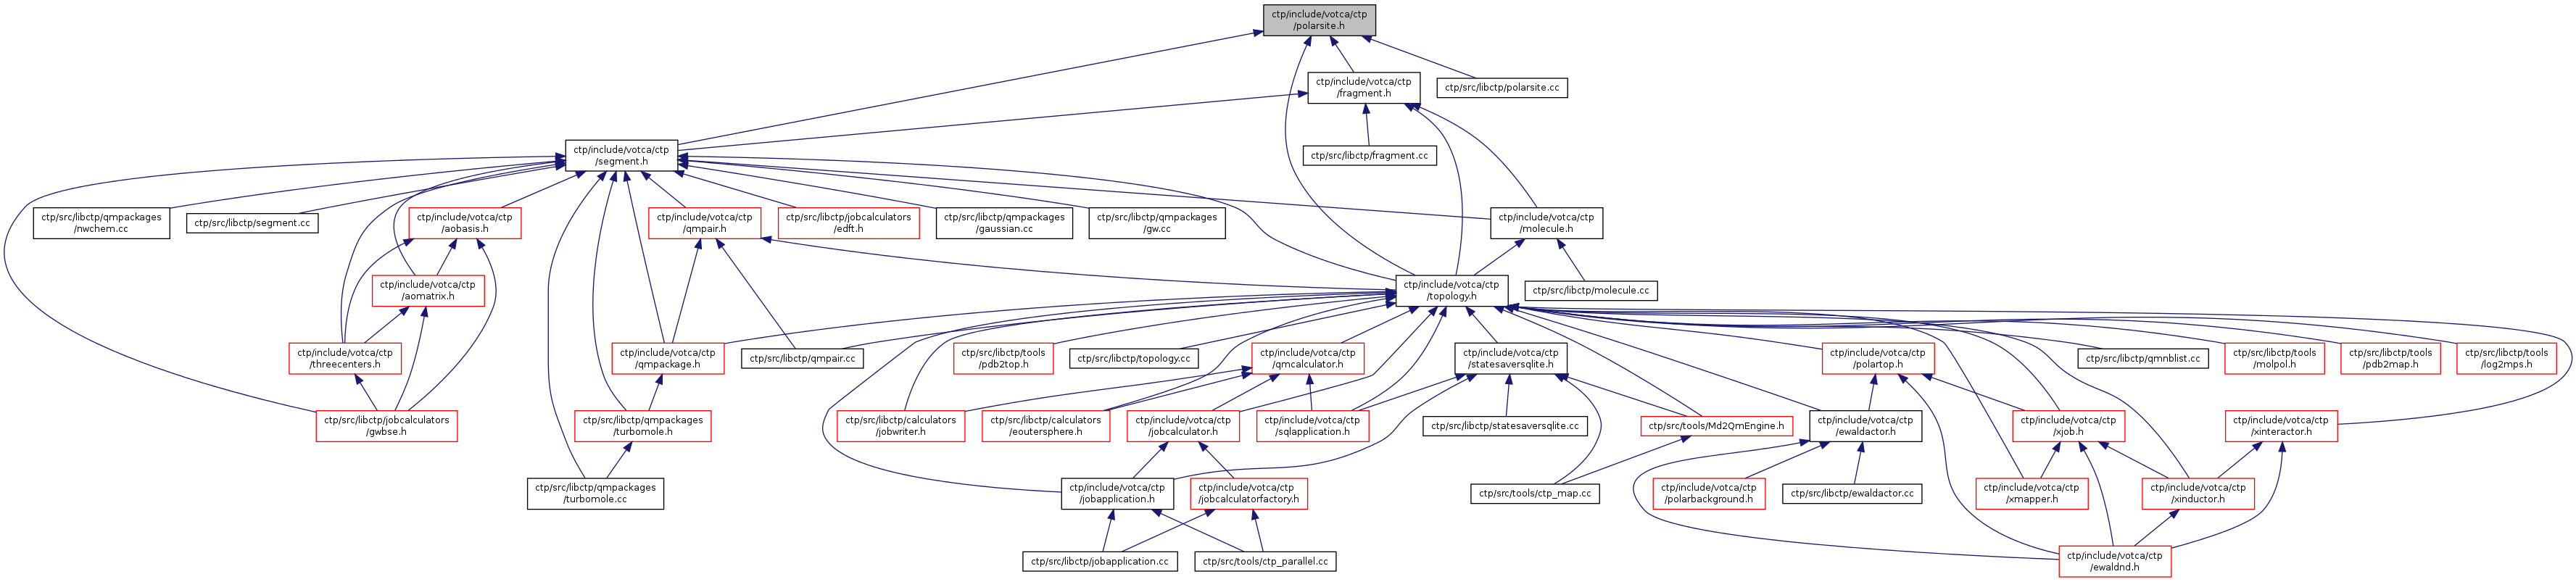 ctp/include/votca/ctp
/polarsite.h
ctp/include/votca/ctp
/fragment.h
ctp/src/libctp/polarsite.cc
ctp/include/votca/ctp
/segment.h
ctp/src/libctp/fragment.cc
ctp/src/libctp/qmpackages
/nwchem.cc
ctp/src/libctp/segment.cc
ctp/include/votca/ctp
/aobasis.h
ctp/include/votca/ctp
/qmpair.h
ctp/src/libctp/jobcalculators
/edft.h
ctp/src/libctp/qmpackages
/gaussian.cc
ctp/src/libctp/qmpackages
/gw.cc
ctp/include/votca/ctp
/molecule.h
ctp/include/votca/ctp
/aomatrix.h
ctp/include/votca/ctp
/topology.h
ctp/src/libctp/molecule.cc
ctp/include/votca/ctp
/threecenters.h
ctp/include/votca/ctp
/qmpackage.h
ctp/src/libctp/qmpair.cc
ctp/src/libctp/tools
/pdb2top.h
ctp/src/libctp/topology.cc
ctp/include/votca/ctp
/qmcalculator.h
ctp/include/votca/ctp
/statesaversqlite.h
ctp/include/votca/ctp
/polartop.h
ctp/src/libctp/qmnblist.cc
ctp/src/libctp/tools
/molpol.h
ctp/src/libctp/tools
/pdb2map.h
ctp/src/libctp/tools
/log2mps.h
ctp/src/libctp/jobcalculators
/gwbse.h
ctp/src/libctp/qmpackages
/turbomole.h
ctp/src/libctp/calculators
/jobwriter.h
ctp/src/libctp/calculators
/eoutersphere.h
ctp/include/votca/ctp
/jobcalculator.h
ctp/include/votca/ctp
/sqlapplication.h
ctp/src/libctp/statesaversqlite.cc
ctp/src/tools/Md2QmEngine.h
ctp/include/votca/ctp
/ewaldactor.h
ctp/include/votca/ctp
/xjob.h
ctp/include/votca/ctp
/xinteractor.h
ctp/src/libctp/qmpackages
/turbomole.cc
ctp/include/votca/ctp
/jobapplication.h
ctp/include/votca/ctp
/jobcalculatorfactory.h
ctp/src/tools/ctp_map.cc
ctp/include/votca/ctp
/polarbackground.h
ctp/src/libctp/ewaldactor.cc
ctp/include/votca/ctp
/xmapper.h
ctp/include/votca/ctp
/xinductor.h
ctp/src/libctp/jobapplication.cc
ctp/src/tools/ctp_parallel.cc
ctp/include/votca/ctp
/ewaldnd.h